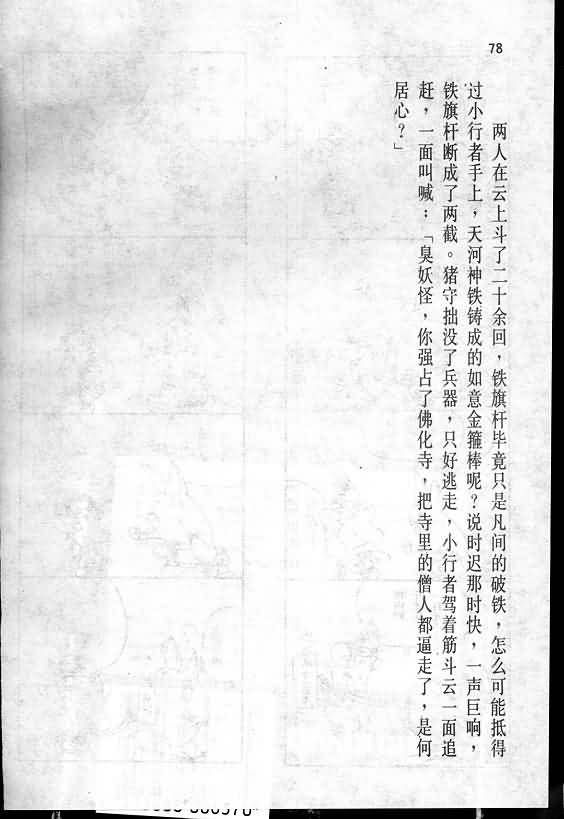 78
两人在云上斗了二十余回，铁旗杆毕竟只是凡间的破铁，怎么可能抵得
过小行者手上，天河神铁铸成的如意金箍棒呢？说时迟那时快，一声巨响，
铁旗杆断成了两截。猪守拙没了兵器，只好逃走，小行者驾着筋斗云一面追
赶，一面叫喊：「臭妖怪，你强占了佛化寺，把寺里的僧人都逼走了，是何
居心？」